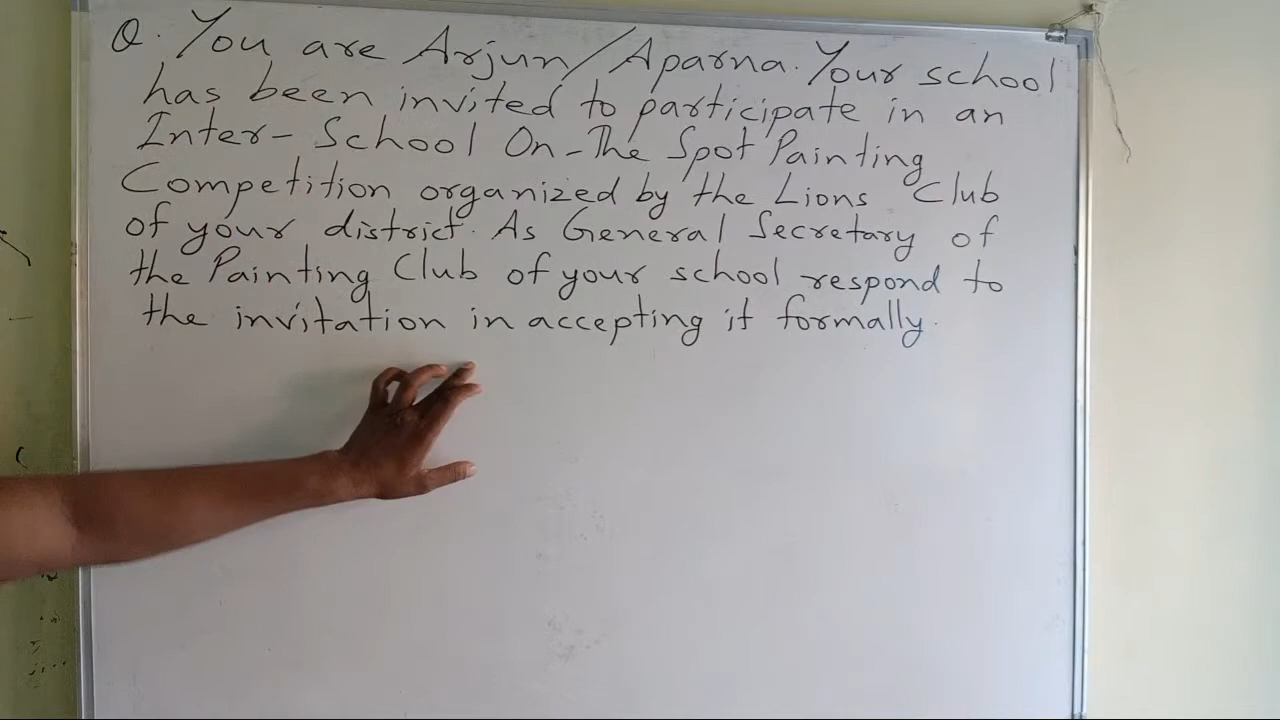 Q. You are Arjun/Aparna. Your school
has been invited to participate in an
Inter-School On-The Spot Painting
Competition organized by the Lions Club
of your district. As General Secretary of
the Painting Club of your school respond to
the invitation in accepting it formally.